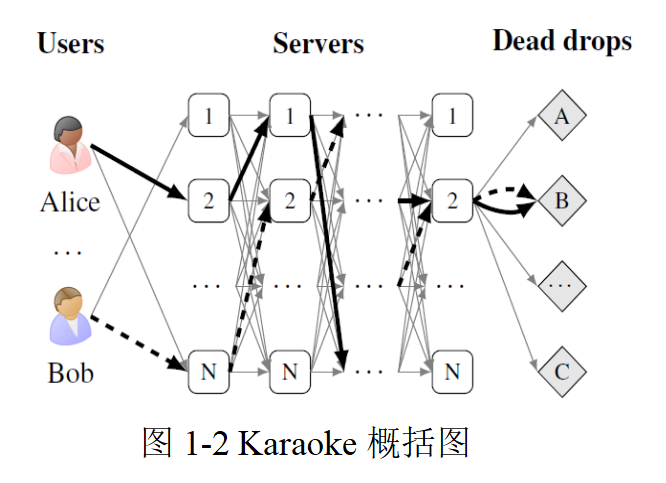 Users Servers Dead drops
1 1 ... 1 A
Alice 2 2 ... 2 B
... ... ... ... ... ...
Bob N N ... N C
图 1-2 Karaoke 概括图